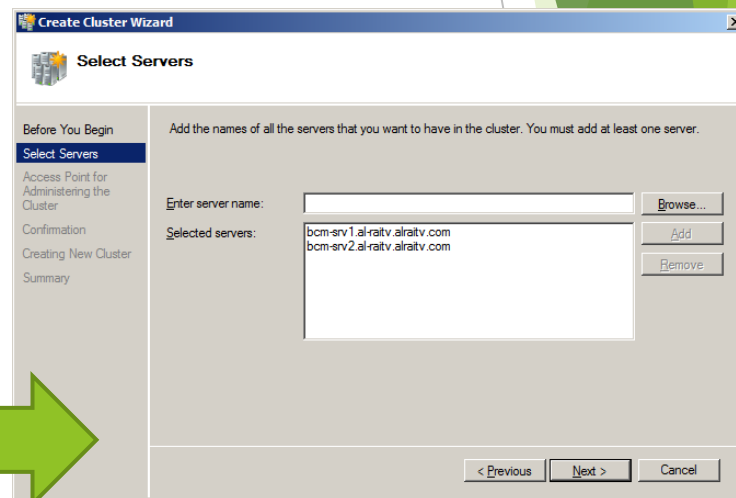 Create Cluster Wizard
Select Servers
Before You Begin
Select Servers
Access Point for
Administering the
Cluster
Confirmation
Creating New Cluster
Summary
Add the names of all the servers that you want to have in the cluster. You must add at least one server.
Enter server name:
Browse...
Selected servers:
bcm-srv1.al-raitv.alraitv.com
bcm-srv2.al-raitv.alraitv.com
Add
Remove
< Previous
Next >
Cancel